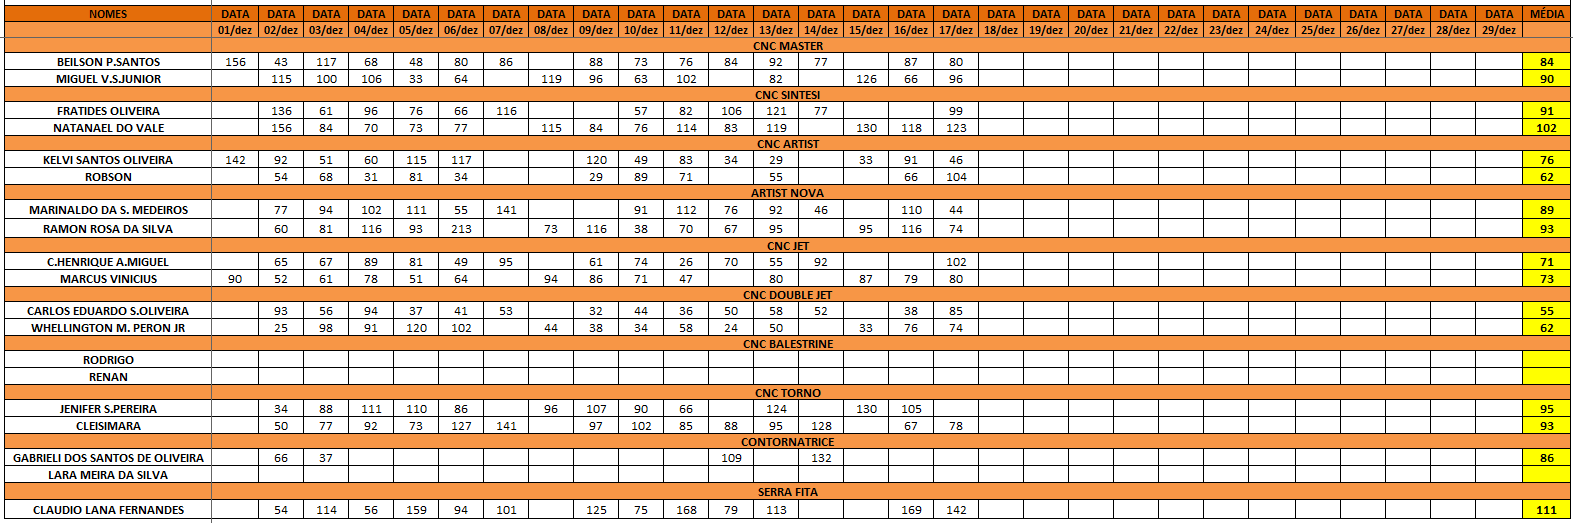 NOMES DATA DATA DATA DATA DATA DATA DATA DATA DATA DATA DATA DATA DATA DATA DATA DATA DATA DATA DATA DATA DATA DATA DATA DATA DATA DATA DATA DATA DATA MÉDIA
01/dez 02/dez 03/dez 04/dez 05/dez 06/dez 07/dez 08/dez 09/dez 10/dez 11/dez 12/dez 13/dez 14/dez 15/dez 16/dez 17/dez 18/dez 19/dez 20/dez 21/dez 22/dez 23/dez 24/dez 25/dez 26/dez 27/dez 28/dez 29/dez
CNC MASTER
BEILSON P.SANTOS 156 43 117 68 48 80 86 88 73 76 84 92 77 87 80 84
MIGUEL V.S.JUNIOR 115 100 106 33 64 119 96 63 102 82 126 66 96 90
CNC SINTESI
FRATIDES OLIVEIRA 136 61 96 76 66 116 57 82 106 121 77 99 91
NATANAEL DO VALE 156 84 70 73 77 115 84 76 114 83 119 130 118 123 102
CNC ARTIST
KELVI SANTOS OLIVEIRA 142 92 51 60 115 117 120 49 83 34 29 33 91 46 76
ROBSON 54 68 31 81 34 29 89 71 55 66 104 62
ARTIST NOVA
MARINALDO DA S. MEDEIROS 77 94 102 111 55 141 91 112 76 92 46 110 44 89
RAMON ROSA DA SILVA 60 81 116 93 213 73 116 38 70 67 95 95 116 74 93
CNC JET
C.HENRIQUE A.MIGUEL 65 67 89 81 49 95 61 74 26 70 55 92 102 71
MARCUS VINICIUS 90 52 61 78 51 64 94 86 71 47 80 87 79 80 73
CNC DOUBLE JET
CARLOS EDUARDO S.OLIVEIRA 93 56 94 37 41 53 32 44 36 50 58 52 38 85 55
WHELLINGTON M. PERON JR 25 98 91 120 102 44 38 34 58 24 50 33 76 74 62
CNC BALESTRINE
RODRIGO
RENAN
CNC TORNO
JENIFER S.PEREIRA 34 88 111 110 86 96 107 90 66 124 130 105 95
CLEISIMARA 50 77 92 73 127 141 97 102 85 88 95 128 67 78 93
CONTORNATRICE
GABRIELI DOS SANTOS DE OLIVEIRA 66 37 109 132 86
LARA MEIRA DA SILVA
SERRA FITA
CLAUDIO LANA FERNANDES 54 114 56 159 94 101 125 75 168 79 113 169 142 111